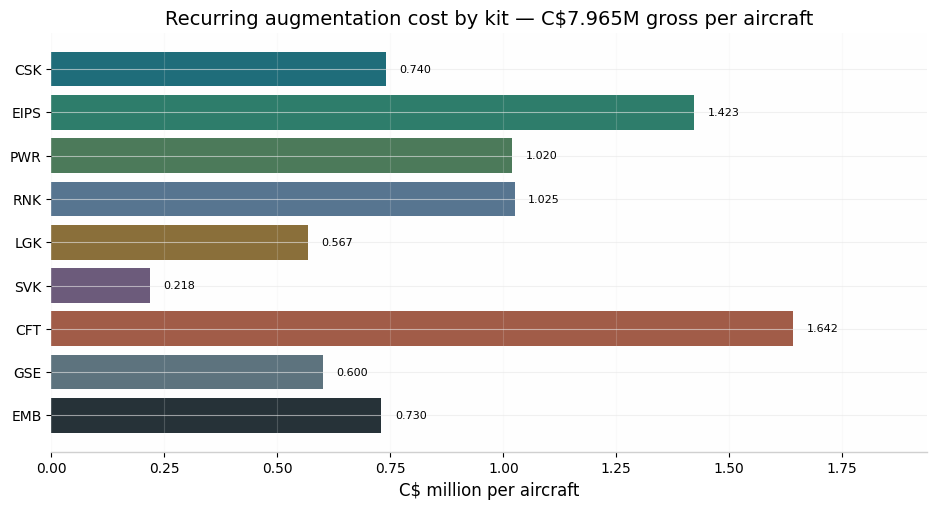 Recurring augmentation cost by kit — C$7.965M gross per aircraft
CSK 0.740
EIPS 1.423
PWR 1.020
RNK 1.025
LGK 0.567
SVK 0.218
CFT 1.642
GSE 0.600
EMB 0.730
0.00 0.25 0.50 0.75 1.00 1.25 1.50 1.75
C$ million per aircraft